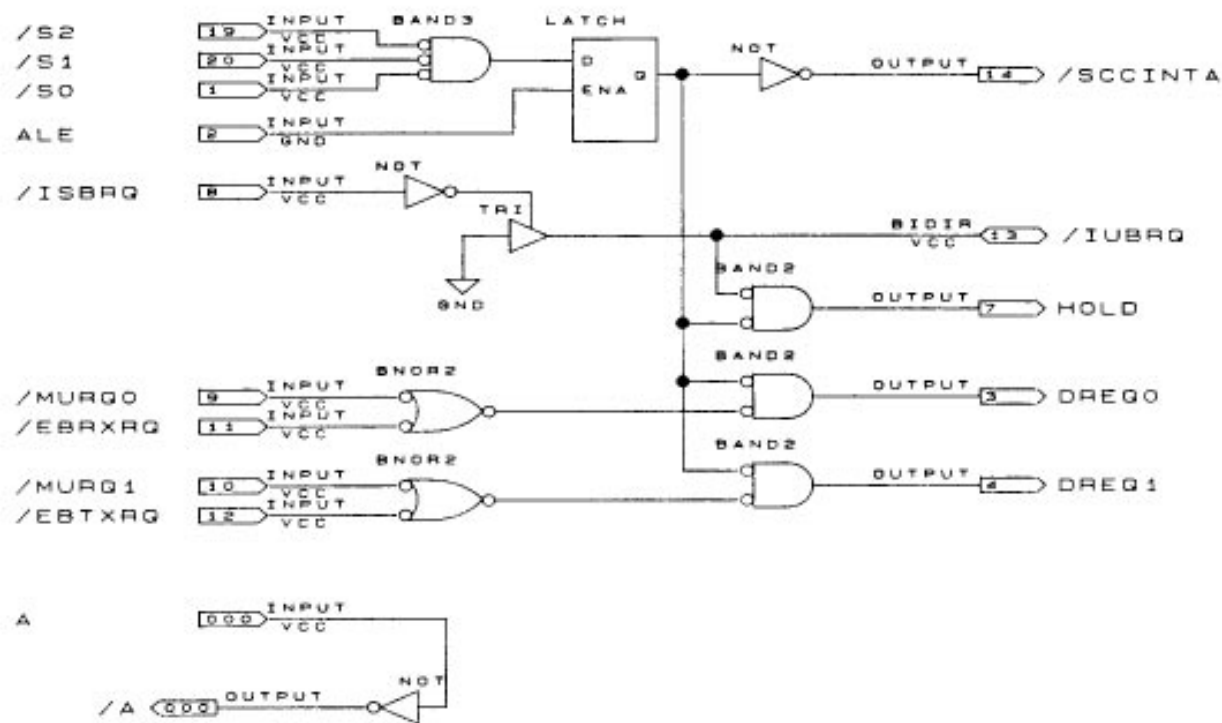 INPUT BAND3 LATCH
/S2 19 VCC
INPUT NOT
/S1 20 VCC D Q OUTPUT 14 /SCCINTA
INPUT
/S0 1 VCC ENA
INPUT
ALE 2 GND
INPUT NOT
/ISBRQ 8 VCC
TRI BIDIR
VCC 13 /IUBRQ
BAND2
GND OUTPUT 7 HOLD
BNOR2 BAND2
INPUT OUTPUT
/MURQ0 9 VCC 3 DREQ0
INPUT
/EBRXRQ 11 VCC
BNOR2 BAND2
INPUT OUTPUT
/MURQ1 10 VCC 4 DREQ1
INPUT
/EBTXRQ 12 VCC
INPUT
A 000 VCC
NOT
/A 000 OUTPUT